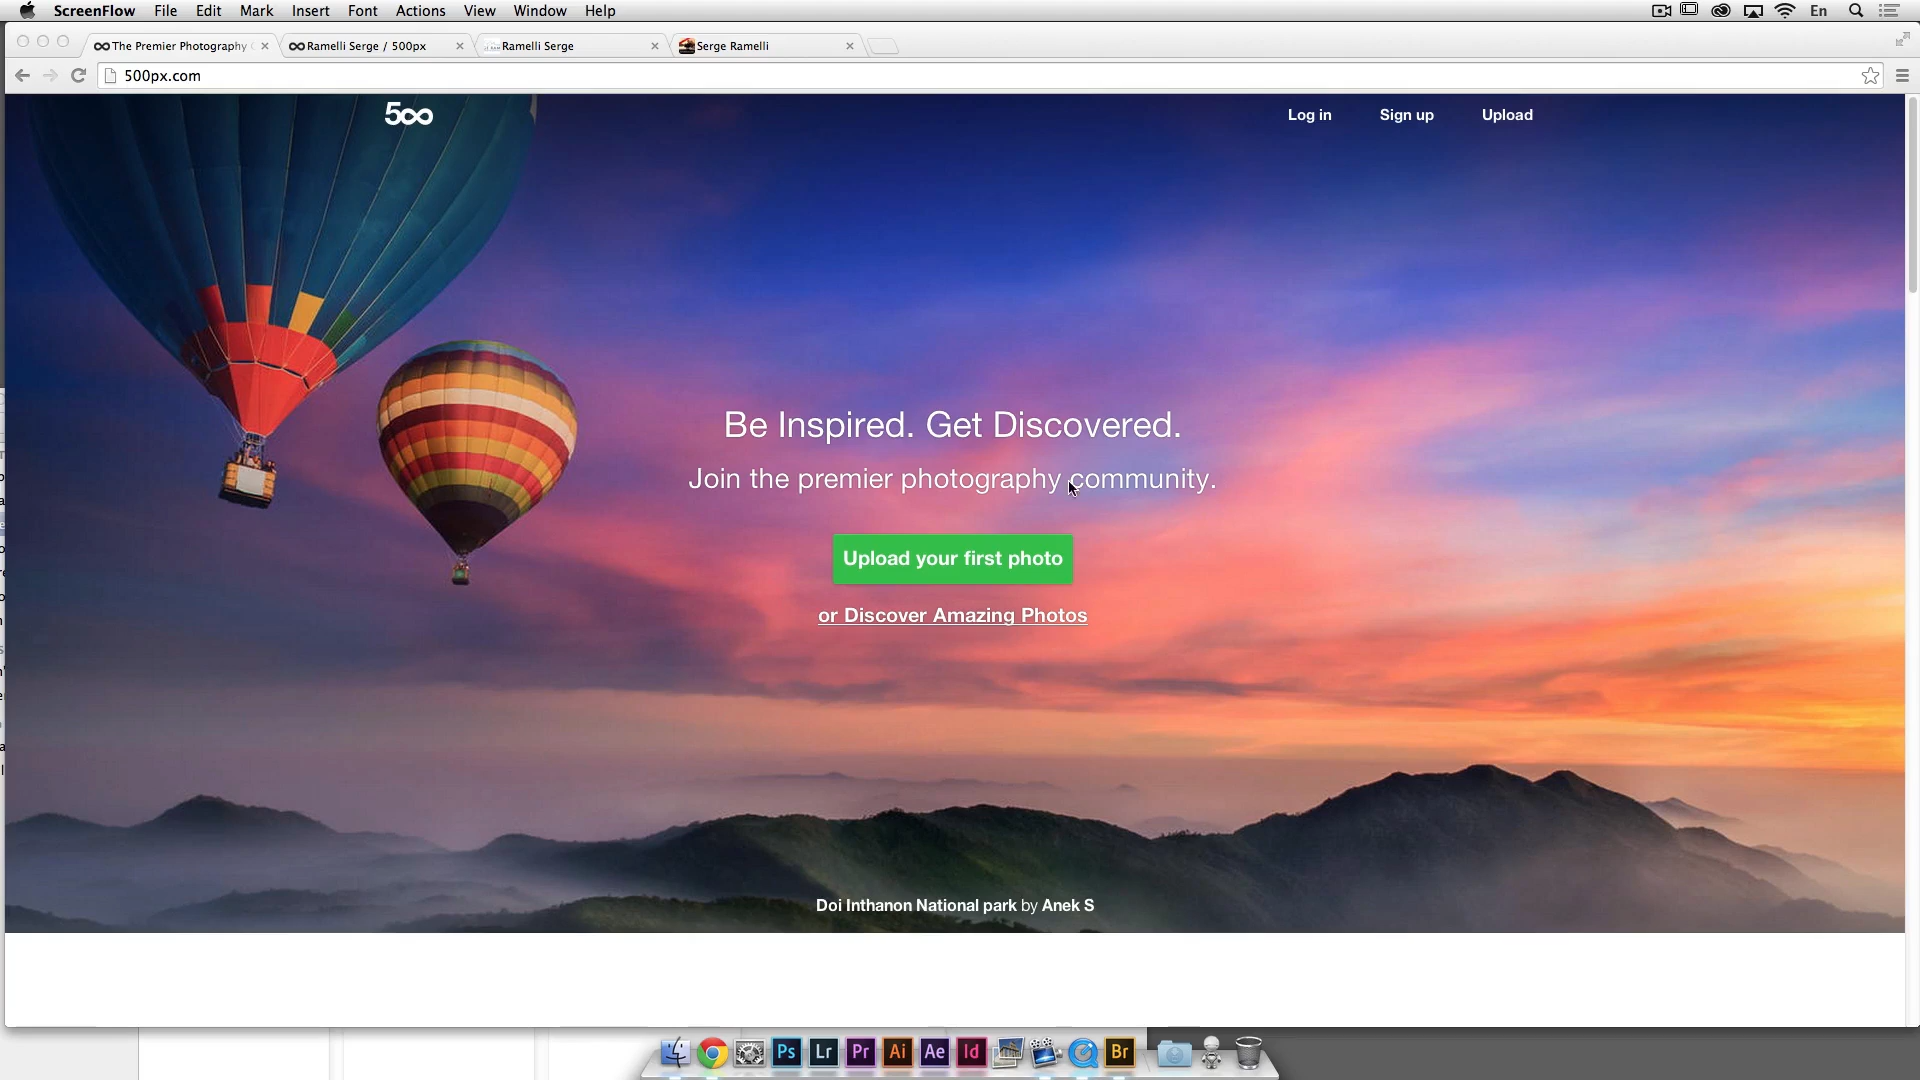 ScreenFlow File Edit Mark Insert Font Actions View Window Help En
The Premier Photography Ramelli Serge / 500px Ramelli Serge Serge Ramelli
500px.com
500 Log in Sign up Upload
Be Inspired. Get Discovered.
Join the premier photography community.
Upload your first photo
or Discover Amazing Photos
Doi Inthanon National park by Anek S
Ps Lr Pr Ai Ae Id Br